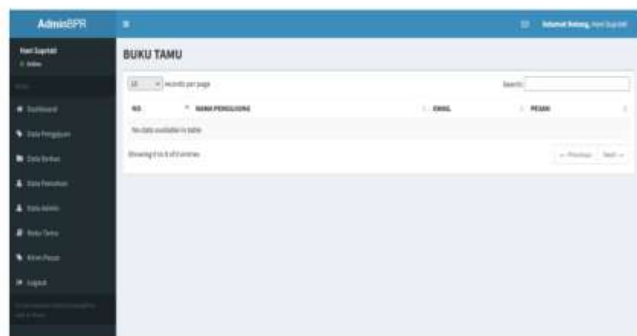 AdminBPR
Selamat Datang, Hani Supriati
Hani Supriati
Online
MENU
Dashboard
Data Pengajuan
Data Berkas
Data Pemohon
Data Admin
Buku Tamu
Kirim Pesan
Logout
BUKU TAMU
10 records per page
Search:
NO NAMA PENGUNJUNG EMAIL PESAN
No data available in table
Showing 0 to 0 of 0 entries
← Previous Next →